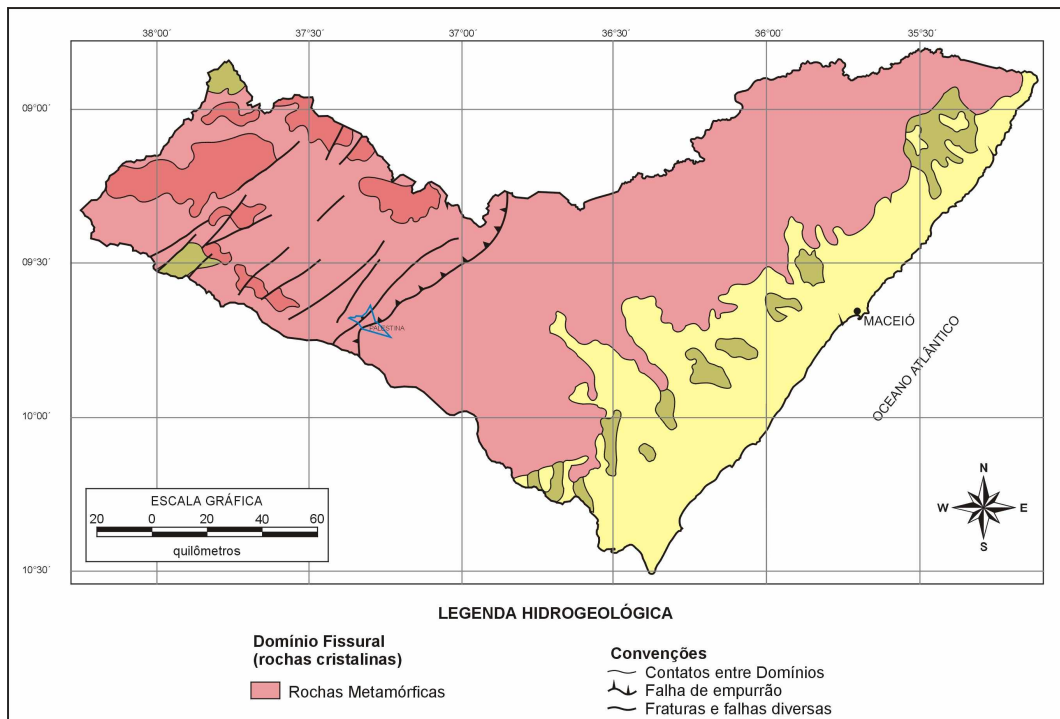 38°00´ 37°30´ 37°00´ 36°30´ 36°00´ 35°30´
09°00´
09°30´
PALESTINA
MACEIÓ
OCEANO ATLÂNTICO
10°00´
N
W E
S
ESCALA GRÁFICA
20 0 20 40 60
quilômetros
10°30´
LEGENDA HIDROGEOLÓGICA
Domínio Fissural
(rochas cristalinas)
Rochas Metamórficas
Convenções
Contatos entre Domínios
Falha de empurrão
Fraturas e falhas diversas